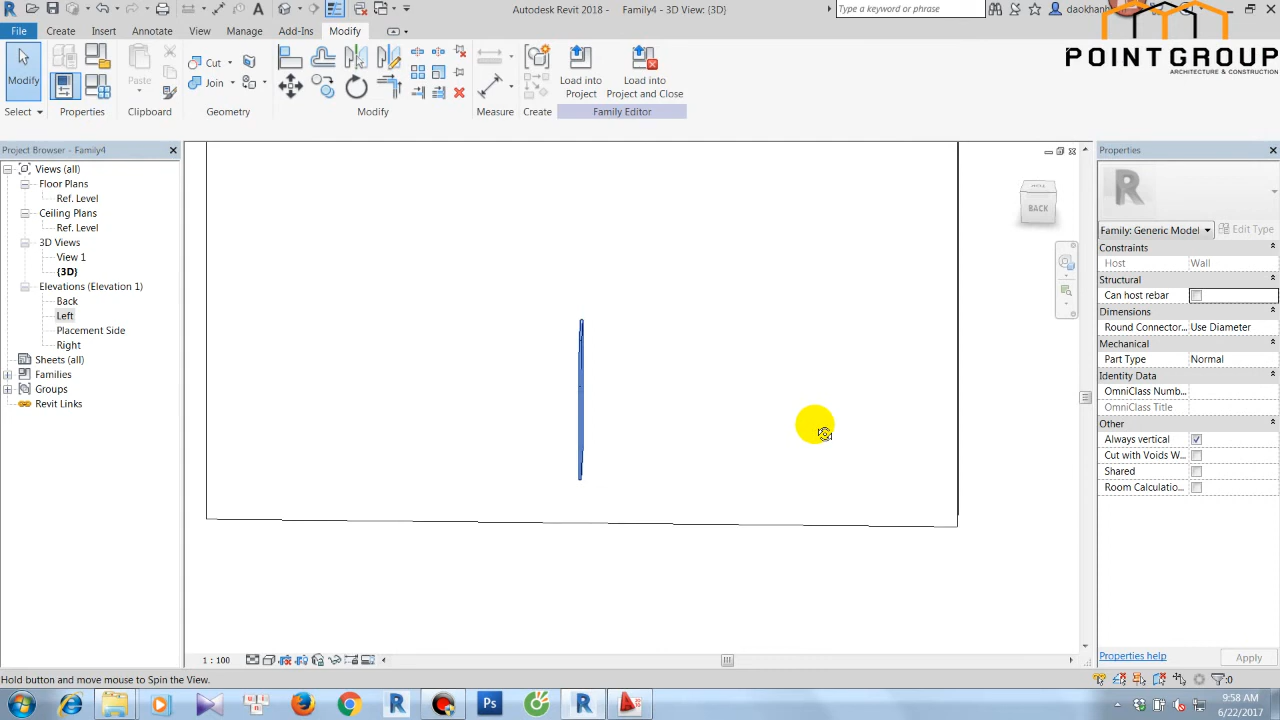 Autodesk Revit 2018 - Family4 - 3D View: {3D}
Type a keyword or phrase
daokhanh
POINTGROUP
ARCHITECTURE & CONSTRUCTION
File Create Insert Annotate View Manage Add-Ins Modify
Modify
Paste
Cut
Join
Load into
Project
Load into
Project and Close
Select Properties Clipboard Geometry Modify Measure Create Family Editor
Project Browser - Family4
Views (all)
Floor Plans
Ref. Level
Ceiling Plans
Ref. Level
3D Views
View 1
{3D}
Elevations (Elevation 1)
Back
Left
Placement Side
Right
Sheets (all)
Families
Groups
Revit Links
BACK
Properties
R
Family: Generic Model
Edit Type
Constraints
Host Wall
Structural
Can host rebar
Dimensions
Round Connector... Use Diameter
Mechanical
Part Type Normal
Identity Data
OmniClass Numb...
OmniClass Title
Other
Always vertical
Cut with Voids W...
Shared
Room Calculatio...
Properties help
Apply
1 : 100
Hold button and move mouse to Spin the View.
:0
Ps
9:58 AM
6/22/2017